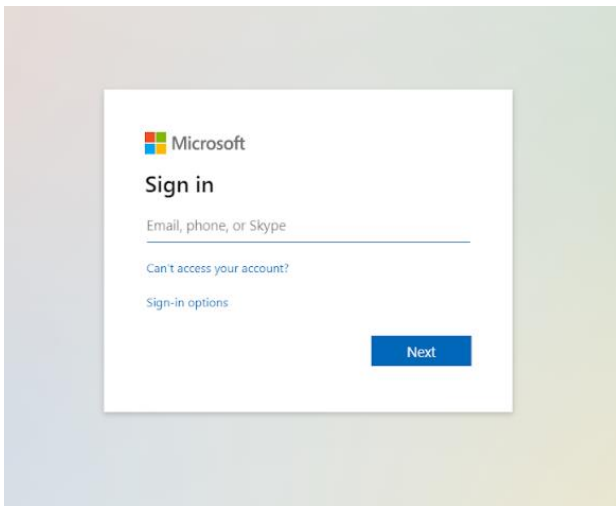 Microsoft
Sign in
Email, phone, or Skype
Can't access your account?
Sign-in options
Next